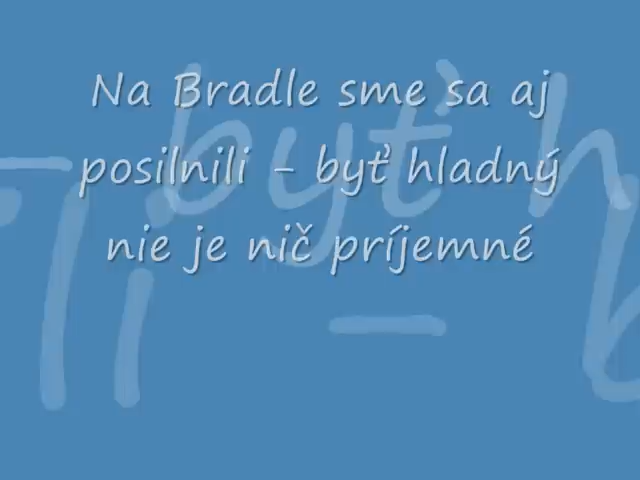 Na Bradle sme sa aj
posilnili - byť hladný
nie je nič príjemné